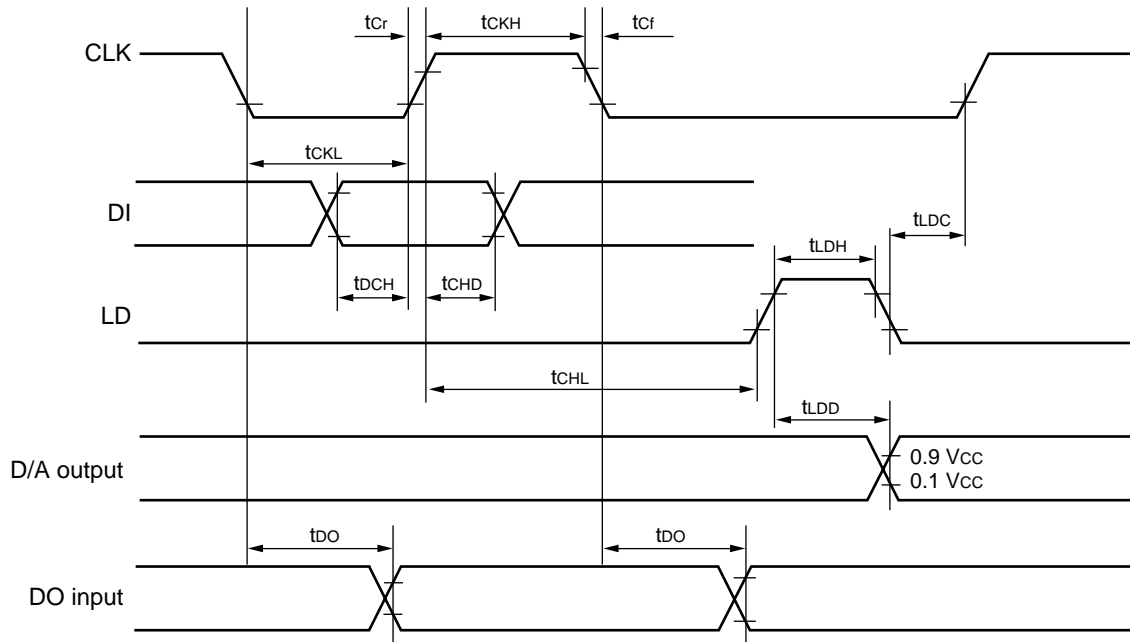 tCr
tCKH
tCf
CLK
tCKL
DI
tLDC
tLDH
tDCH
tCHD
LD
tCHL
tLDD
D/A output
0.9 VCC
0.1 VCC
tDO
tDO
DO input